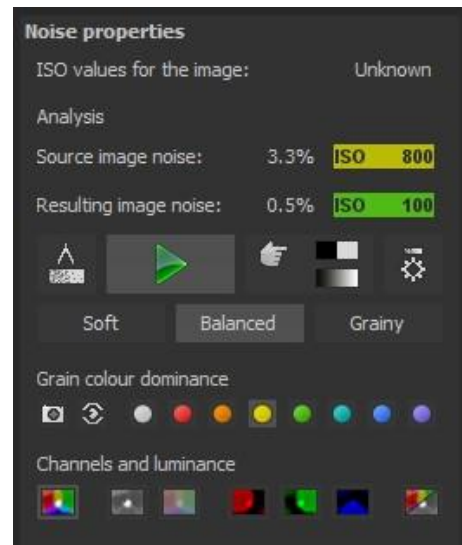 Noise properties
ISO values for the image: Unknown
Analysis
Source image noise: 3.3% ISO 800
Resulting image noise: 0.5% ISO 100
Soft Balanced Grainy
Grain colour dominance
Channels and luminance